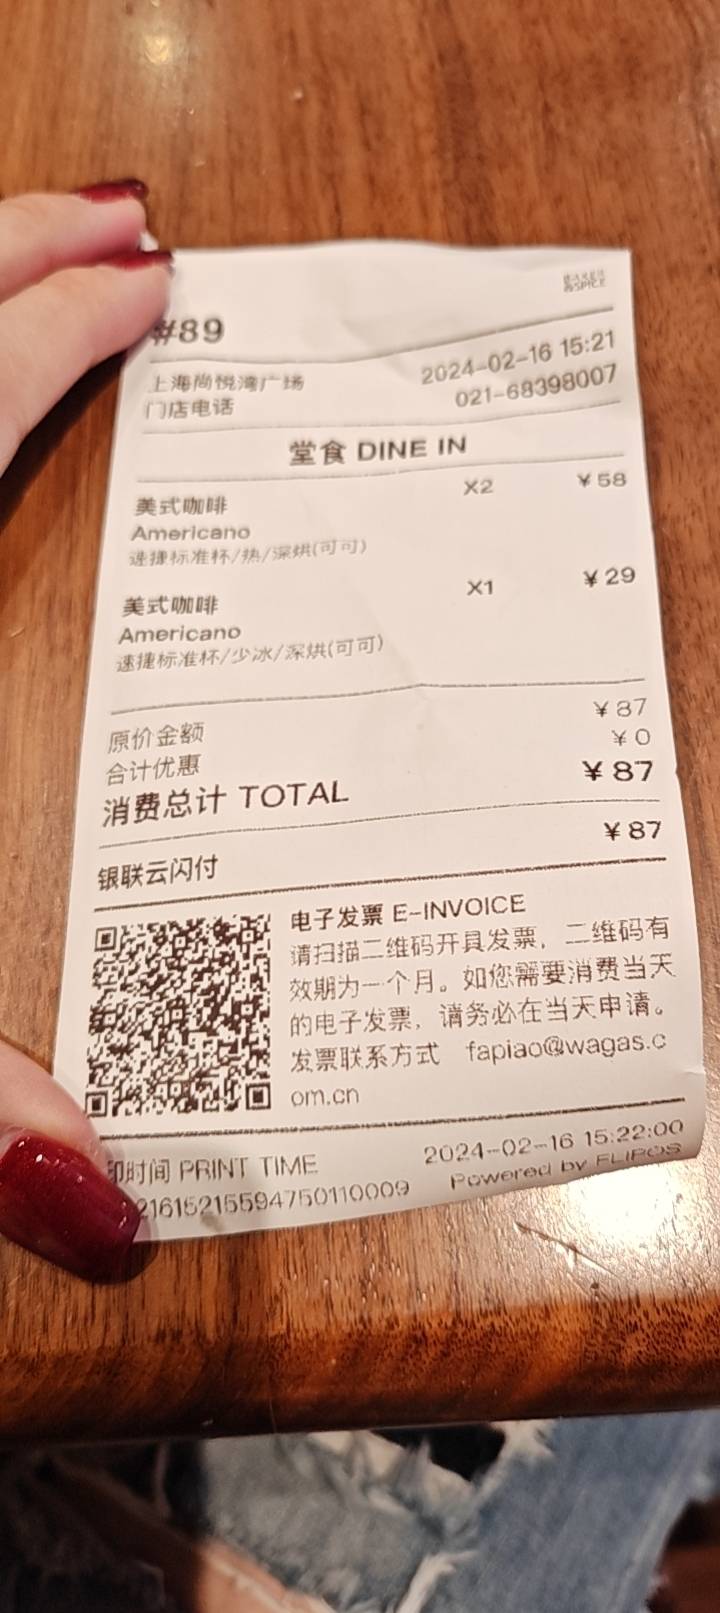 BAKER
&SPICE
#89
上海尚悦湾广场 2024-02-16 15:21
门店电话 021-68398007
堂食 DINE IN
美式咖啡 X2 ¥58
Americano
速捷标准杯/热/深烘(可可)
美式咖啡 X1 ¥29
Americano
速捷标准杯/少冰/深烘(可可)
原价金额 ¥87
合计优惠 ¥0
消费总计 TOTAL ¥87
银联云闪付 ¥87
电子发票 E-INVOICE
请扫描二维码开具发票，二维码有
效期为一个月。如您需要消费当天
的电子发票，请务必在当天申请。
发票联系方式 fapiao@wagas.c
om.cn
印时间 PRINT TIME 2024-02-16 15:22:00
21615215594750110009 Powered by FLIPOS